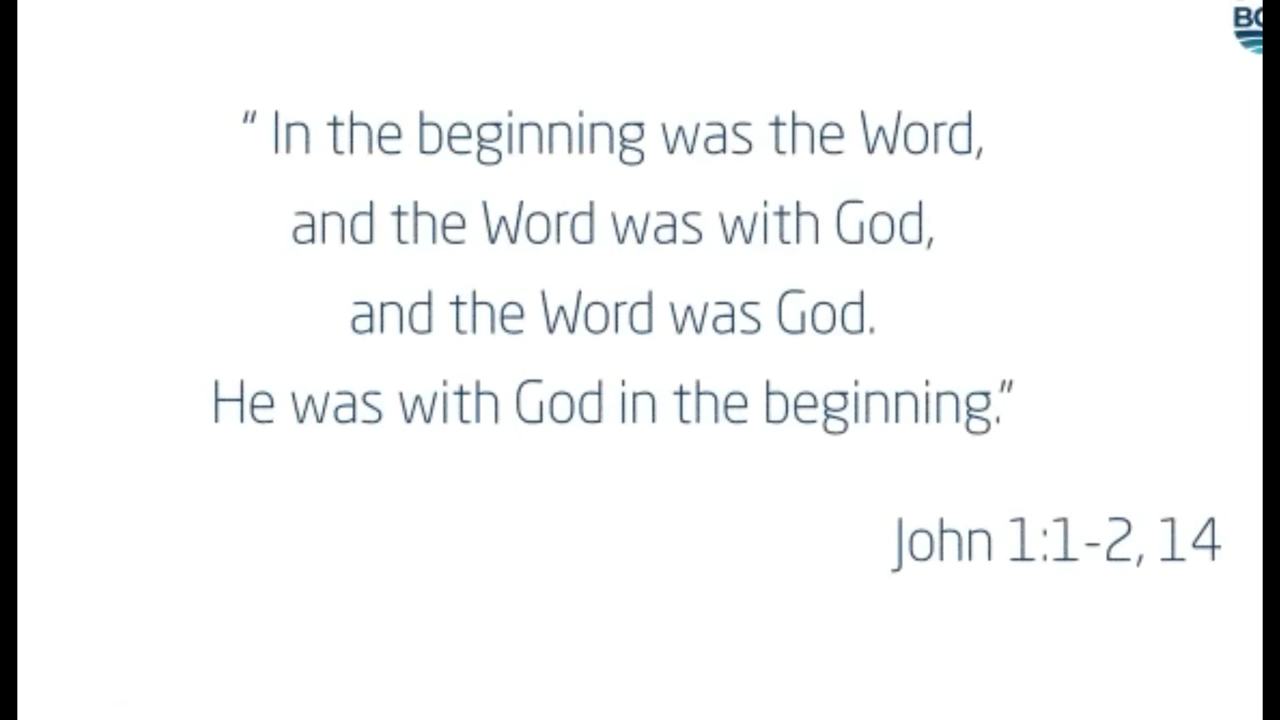 “ In the beginning was the Word,
and the Word was with God,
and the Word was God.
He was with God in the beginning.”
John 1:1-2, 14